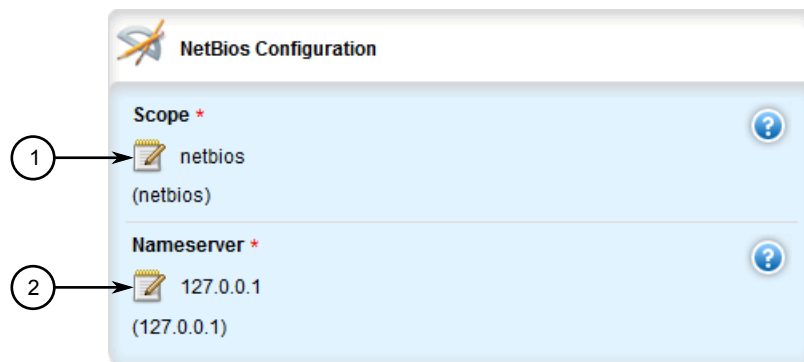 NetBios Configuration
Scope *
1 netbios
(netbios)
Nameserver *
2 127.0.0.1
(127.0.0.1)